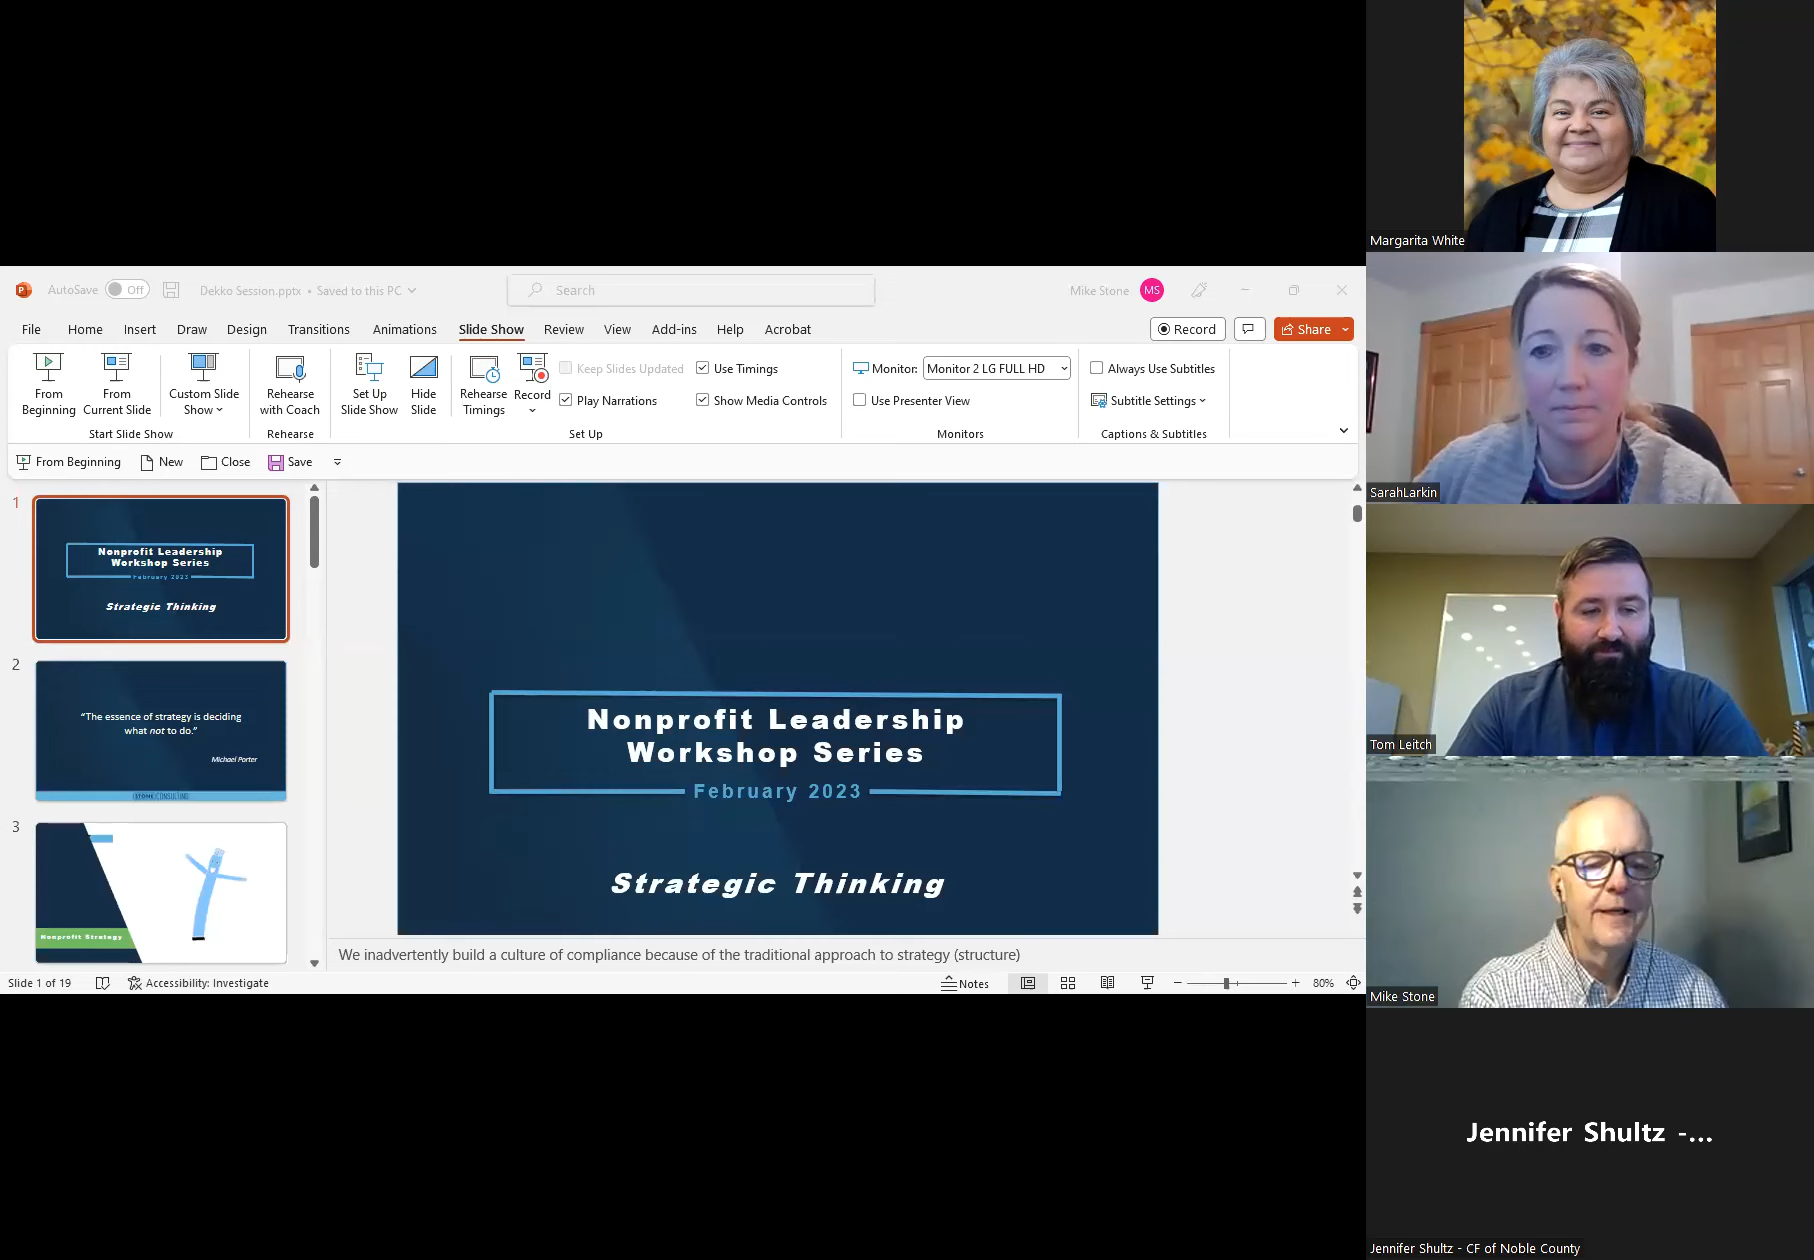 AutoSave Off Dekko Session.pptx • Saved to this PC Search Mike Stone MS
File Home Insert Draw Design Transitions Animations Slide Show Review View Add-ins Help Acrobat Record Share
From Beginning
From Current Slide
Custom Slide Show
Start Slide Show
Rehearse with Coach
Rehearse
Set Up Slide Show
Hide Slide
Rehearse Timings
Record
Keep Slides Updated
Play Narrations
Use Timings
Show Media Controls
Set Up
Monitor: Monitor 2 LG FULL HD
Use Presenter View
Monitors
Always Use Subtitles
Subtitle Settings
Captions & Subtitles
From Beginning New Close Save
1
Nonprofit Leadership
Workshop Series
February 2023
Strategic Thinking
2
“The essence of strategy is deciding
what not to do.”
Michael Porter
STONE CONSULTING
3
Nonprofit Strategy
Nonprofit Leadership
Workshop Series
February 2023
Strategic Thinking
We inadvertently build a culture of compliance because of the traditional approach to strategy (structure)
Slide 1 of 19 Accessibility: Investigate Notes 80%
Margarita White
SarahLarkin
Tom Leitch
Mike Stone
Jennifer Shultz -...
Jennifer Shultz - CF of Noble County